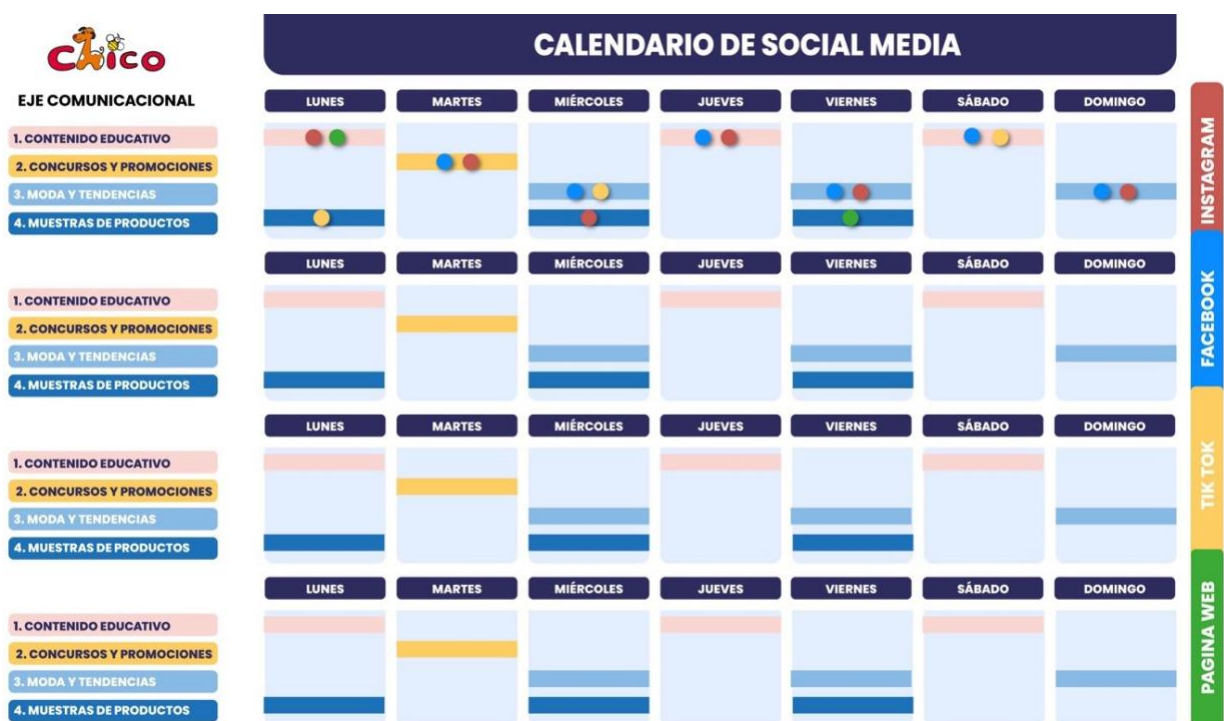 Chico
CALENDARIO DE SOCIAL MEDIA
EJE COMUNICACIONAL
LUNES MARTES MIÉRCOLES JUEVES VIERNES SÁBADO DOMINGO
1. CONTENIDO EDUCATIVO
2. CONCURSOS Y PROMOCIONES
3. MODA Y TENDENCIAS
4. MUESTRAS DE PRODUCTOS
LUNES MARTES MIÉRCOLES JUEVES VIERNES SÁBADO DOMINGO
1. CONTENIDO EDUCATIVO
2. CONCURSOS Y PROMOCIONES
3. MODA Y TENDENCIAS
4. MUESTRAS DE PRODUCTOS
LUNES MARTES MIÉRCOLES JUEVES VIERNES SÁBADO DOMINGO
1. CONTENIDO EDUCATIVO
2. CONCURSOS Y PROMOCIONES
3. MODA Y TENDENCIAS
4. MUESTRAS DE PRODUCTOS
LUNES MARTES MIÉRCOLES JUEVES VIERNES SÁBADO DOMINGO
1. CONTENIDO EDUCATIVO
2. CONCURSOS Y PROMOCIONES
3. MODA Y TENDENCIAS
4. MUESTRAS DE PRODUCTOS
INSTAGRAM
FACEBOOK
TIK TOK
PAGINA WEB